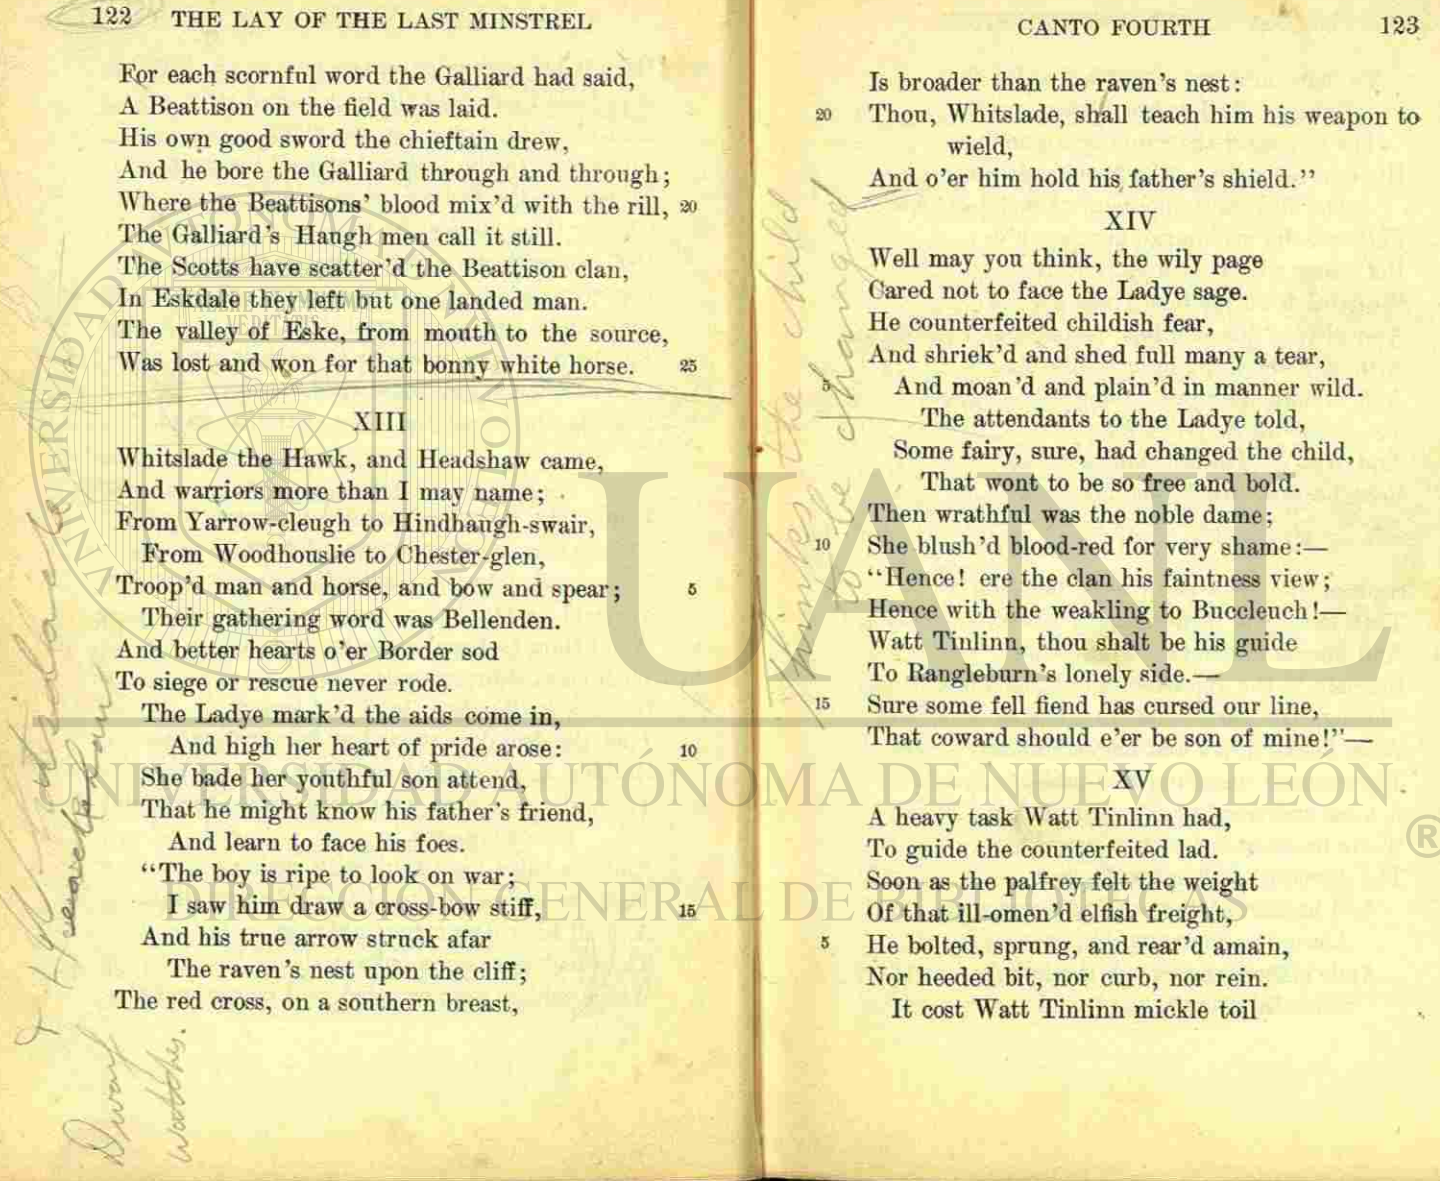 122 THE LAY OF THE LAST MINSTREL
For each scornful word the Galliard had said,
A Beattison on the field was laid.
His own good sword the chieftain drew,
And he bore the Galliard through and through;
Where the Beattisons' blood mix'd with the rill, 20
The Galliard's Haugh men call it still.
The Scotts have scatter'd the Beattison clan,
In Eskdale they left but one landed man.
The valley of Eske, from mouth to the source,
Was lost and won for that bonny white horse. 25
XIII
Whitslade the Hawk, and Headshaw came,
And warriors more than I may name;
From Yarrow-cleugh to Hindhaugh-swair,
From Woodhouslie to Chester-glen,
Troop'd man and horse, and bow and spear; 5
Their gathering word was Bellenden.
And better hearts o'er Border sod
To siege or rescue never rode.
The Ladye mark'd the aids come in,
And high her heart of pride arose: 10
She bade her youthful son attend,
That he might know his father's friend,
And learn to face his foes.
"The boy is ripe to look on war;
I saw him draw a cross-bow stiff, 15
And his true arrow struck afar
The raven's nest upon the cliff;
The red cross, on a southern breast,
Whitslade
&
Dwarf
watches.
CANTO FOURTH 123
Is broader than the raven's nest:
20 Thou, Whitslade, shall teach him his weapon to
wield,
And o'er him hold his father's shield."
XIV
Well may you think, the wily page
Cared not to face the Ladye sage.
He counterfeited childish fear,
And shriek'd and shed full many a tear,
5 And moan'd and plain'd in manner wild.
The attendants to the Ladye told,
Some fairy, sure, had changed the child,
That wont to be so free and bold.
Then wrathful was the noble dame;
10 She blush'd blood-red for very shame:—
"Hence! ere the clan his faintness view;
Hence with the weakling to Buccleuch!—
Watt Tinlinn, thou shalt be his guide
To Rangleburn's lonely side.—
15 Sure some fell fiend has cursed our line,
That coward should e'er be son of mine!"—
XV
A heavy task Watt Tinlinn had,
To guide the counterfeited lad.
Soon as the palfrey felt the weight
Of that ill-omen'd elfish freight,
5 He bolted, sprung, and rear'd amain,
Nor heeded bit, nor curb, nor rein.
It cost Watt Tinlinn mickle toil
Thinks the child
to be changed
UANL
UNIVERSIDAD AUTÓNOMA DE NUEVO LEÓN
®
DIRECCIÓN GENERAL DE BIBLIOTECAS